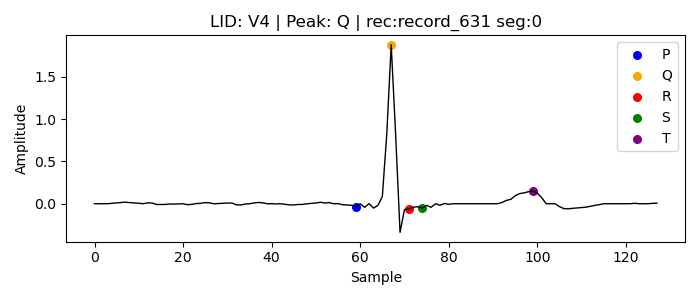 LID: V4 | Peak: Q | rec:record_631 seg:0
Amplitude
1.5
1.0
0.5
0.0
P
Q
R
S
T
0
20
40
60
80
100
120
Sample